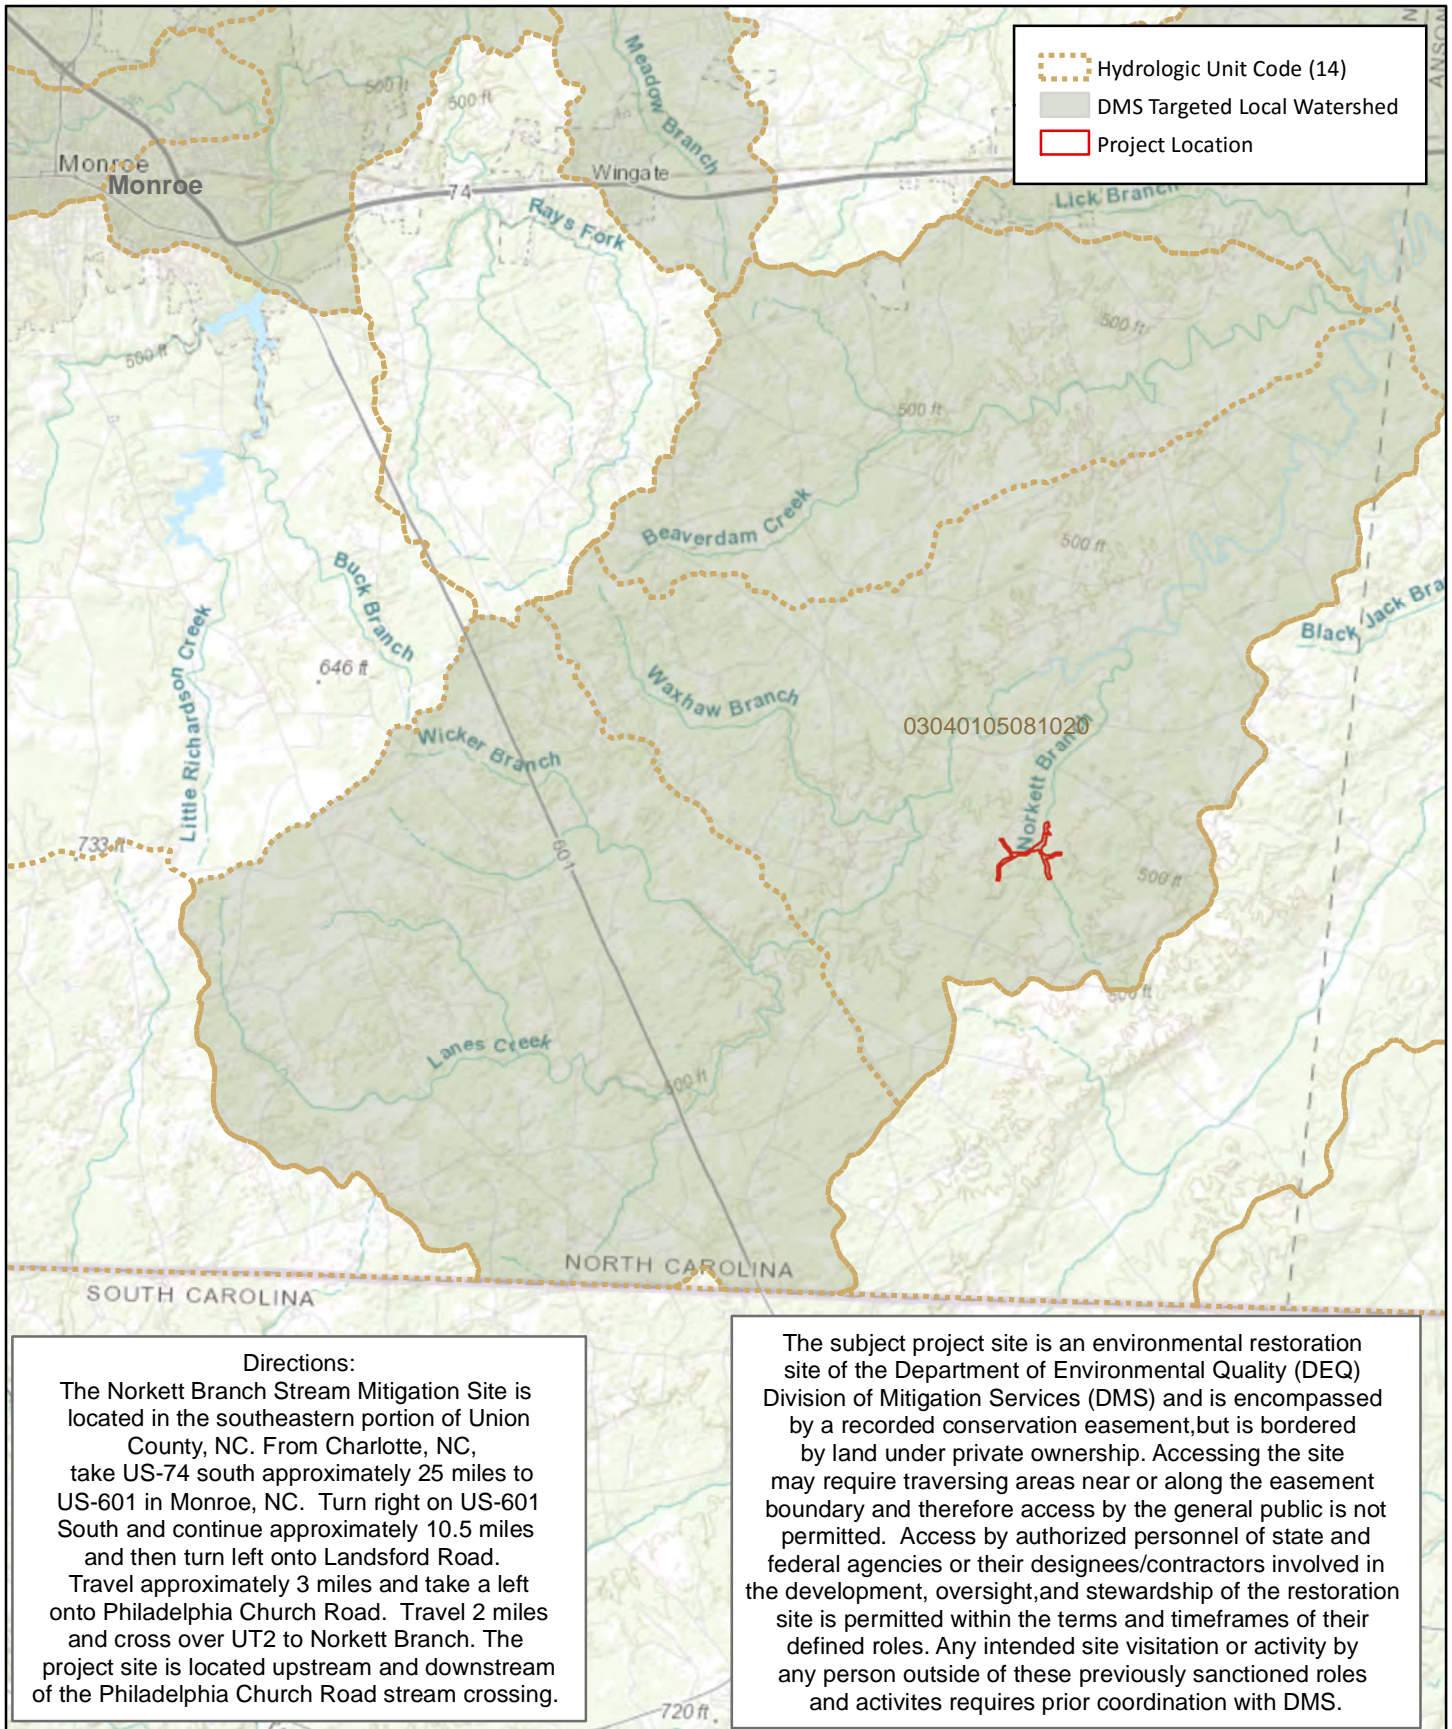 Hydrologic Unit Code (14)
DMS Targeted Local Watershed
Project Location
ANSON
N
500 ft
500 ft
Meadow Branch
Monroe
Monroe
Wingate
74
Rays Fork
Lick Branch
500 ft
500 ft
500 ft
Beaverdam Creek
500 ft
Buck Branch
Black Jack Bra
Little Richardson Creek
646 ft
Waxhaw Branch
03040105081020
Wicker Branch
Norkett Branch
733 ft
601
500 ft
500 ft
Lanes Creek
500 ft
NORTH CAROLINA
SOUTH CAROLINA
Directions:
The Norkett Branch Stream Mitigation Site is
located in the southeastern portion of Union
County, NC. From Charlotte, NC,
take US-74 south approximately 25 miles to
US-601 in Monroe, NC. Turn right on US-601
South and continue approximately 10.5 miles
and then turn left onto Landsford Road.
Travel approximately 3 miles and take a left
onto Philadelphia Church Road. Travel 2 miles
and cross over UT2 to Norkett Branch. The
project site is located upstream and downstream
of the Philadelphia Church Road stream crossing.
The subject project site is an environmental restoration
site of the Department of Environmental Quality (DEQ)
Division of Mitigation Services (DMS) and is encompassed
by a recorded conservation easement,but is bordered
by land under private ownership. Accessing the site
may require traversing areas near or along the easement
boundary and therefore access by the general public is not
permitted. Access by authorized personnel of state and
federal agencies or their designees/contractors involved in
the development, oversight,and stewardship of the restoration
site is permitted within the terms and timeframes of their
defined roles. Any intended site visitation or activity by
any person outside of these previously sanctioned roles
and activites requires prior coordination with DMS.
720 ft